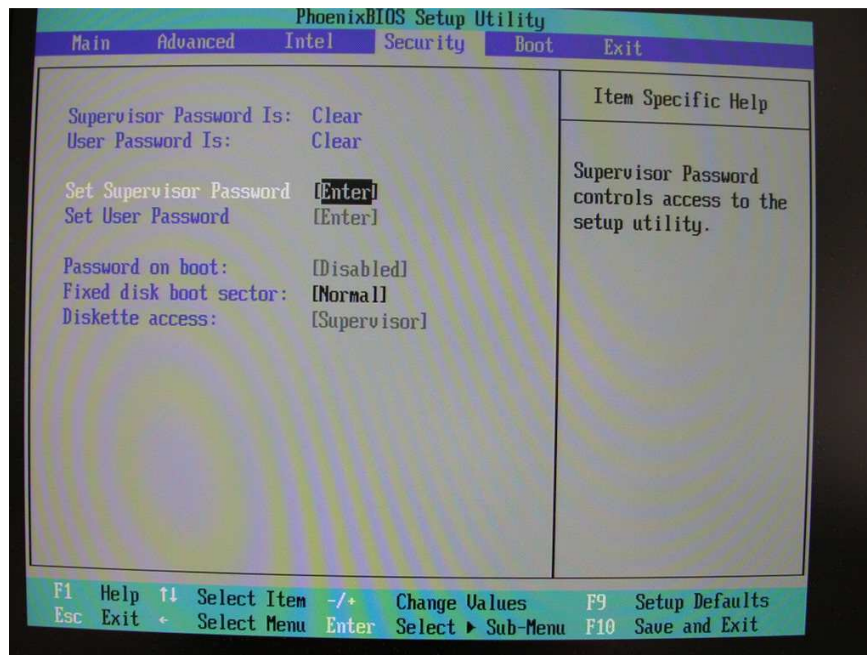 PhoenixBIOS Setup Utility
Main Advanced Intel Security Boot Exit
Item Specific Help
Supervisor Password Is: Clear
User Password Is: Clear
Set Supervisor Password [Enter]
Set User Password [Enter]
Password on boot: [Disabled]
Fixed disk boot sector: [Normal]
Diskette access: [Supervisor]
Supervisor Password
controls access to the
setup utility.
F1 Help ↑↓ Select Item -/+ Change Values F9 Setup Defaults
Esc Exit ← Select Menu Enter Select ▶ Sub-Menu F10 Save and Exit